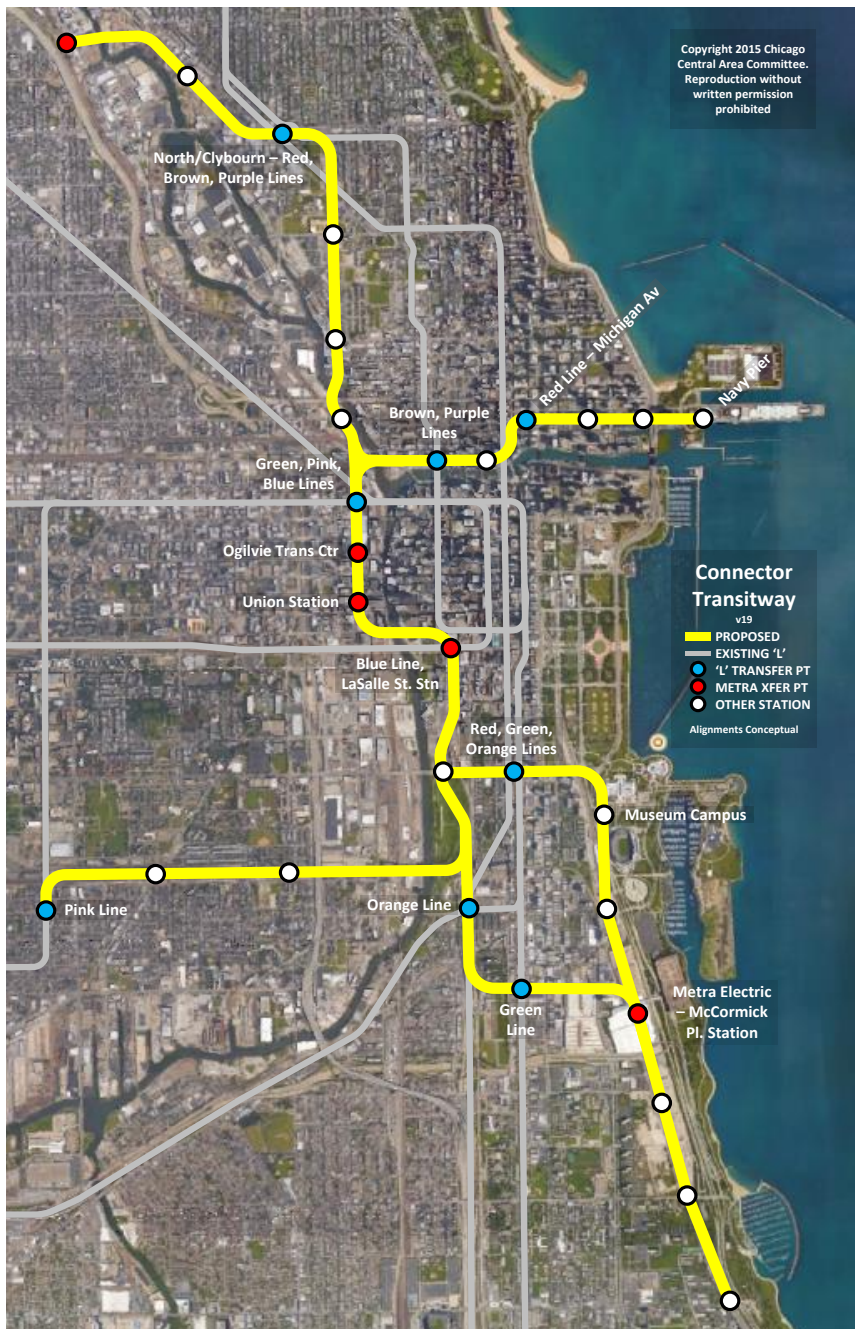 Copyright 2015 Chicago
Central Area Committee.
Reproduction without
written permission
prohibited
North/Clybourn – Red,
Brown, Purple Lines
Red Line – Michigan Av
Navy Pier
Brown, Purple
Lines
Green, Pink,
Blue Lines
Ogilvie Trans Ctr
Union Station
Blue Line,
LaSalle St. Stn
Connector
Transitway
v19
PROPOSED
EXISTING 'L'
'L' TRANSFER PT
METRA XFER PT
OTHER STATION
Alignments Conceptual
Red, Green,
Orange Lines
Museum Campus
Pink Line
Orange Line
Green
Line
Metra Electric
– McCormick
Pl. Station